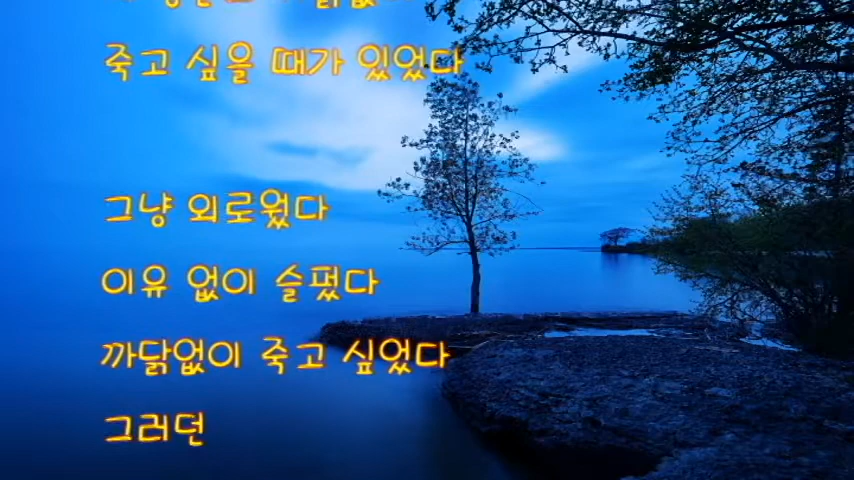 죽고 싶을 때가 있었다
그냥 외로웠다
이유 없이 슬펐다
까닭없이 죽고 싶었다
그러던